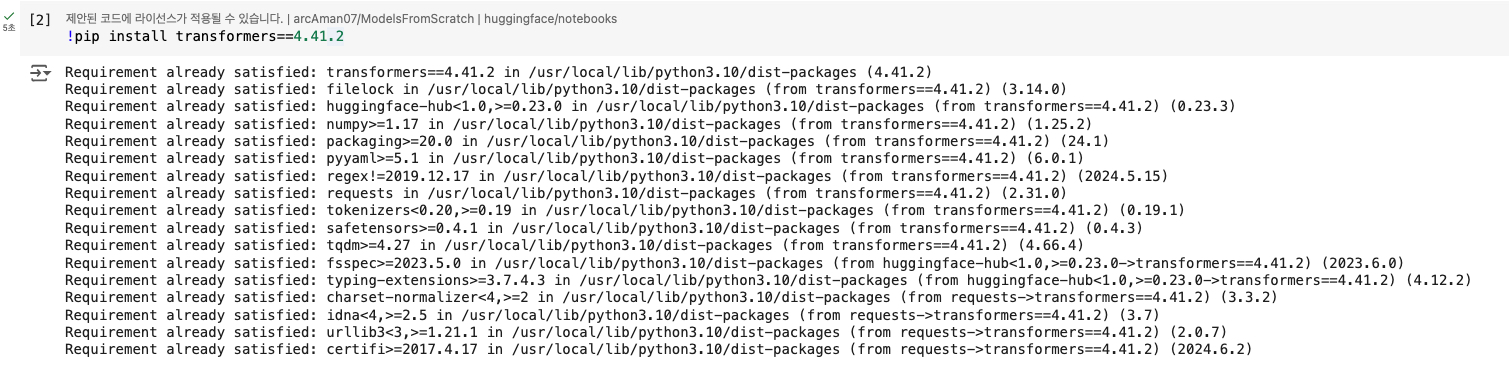 [2] 제안된 코드에 라이선스가 적용될 수 있습니다. | arcAman07/ModelsFromScratch | huggingface/notebooks
5초
!pip install transformers==4.41.2
Requirement already satisfied: transformers==4.41.2 in /usr/local/lib/python3.10/dist-packages (4.41.2)
Requirement already satisfied: filelock in /usr/local/lib/python3.10/dist-packages (from transformers==4.41.2) (3.14.0)
Requirement already satisfied: huggingface-hub<1.0,>=0.23.0 in /usr/local/lib/python3.10/dist-packages (from transformers==4.41.2) (0.23.3)
Requirement already satisfied: numpy>=1.17 in /usr/local/lib/python3.10/dist-packages (from transformers==4.41.2) (1.25.2)
Requirement already satisfied: packaging>=20.0 in /usr/local/lib/python3.10/dist-packages (from transformers==4.41.2) (24.1)
Requirement already satisfied: pyyaml>=5.1 in /usr/local/lib/python3.10/dist-packages (from transformers==4.41.2) (6.0.1)
Requirement already satisfied: regex!=2019.12.17 in /usr/local/lib/python3.10/dist-packages (from transformers==4.41.2) (2024.5.15)
Requirement already satisfied: requests in /usr/local/lib/python3.10/dist-packages (from transformers==4.41.2) (2.31.0)
Requirement already satisfied: tokenizers<0.20,>=0.19 in /usr/local/lib/python3.10/dist-packages (from transformers==4.41.2) (0.19.1)
Requirement already satisfied: safetensors>=0.4.1 in /usr/local/lib/python3.10/dist-packages (from transformers==4.41.2) (0.4.3)
Requirement already satisfied: tqdm>=4.27 in /usr/local/lib/python3.10/dist-packages (from transformers==4.41.2) (4.66.4)
Requirement already satisfied: fsspec>=2023.5.0 in /usr/local/lib/python3.10/dist-packages (from huggingface-hub<1.0,>=0.23.0->transformers==4.41.2) (2023.6.0)
Requirement already satisfied: typing-extensions>=3.7.4.3 in /usr/local/lib/python3.10/dist-packages (from huggingface-hub<1.0,>=0.23.0->transformers==4.41.2) (4.12.2)
Requirement already satisfied: charset-normalizer<4,>=2 in /usr/local/lib/python3.10/dist-packages (from requests->transformers==4.41.2) (3.3.2)
Requirement already satisfied: idna<4,>=2.5 in /usr/local/lib/python3.10/dist-packages (from requests->transformers==4.41.2) (3.7)
Requirement already satisfied: urllib3<3,>=1.21.1 in /usr/local/lib/python3.10/dist-packages (from requests->transformers==4.41.2) (2.0.7)
Requirement already satisfied: certifi>=2017.4.17 in /usr/local/lib/python3.10/dist-packages (from requests->transformers==4.41.2) (2024.6.2)